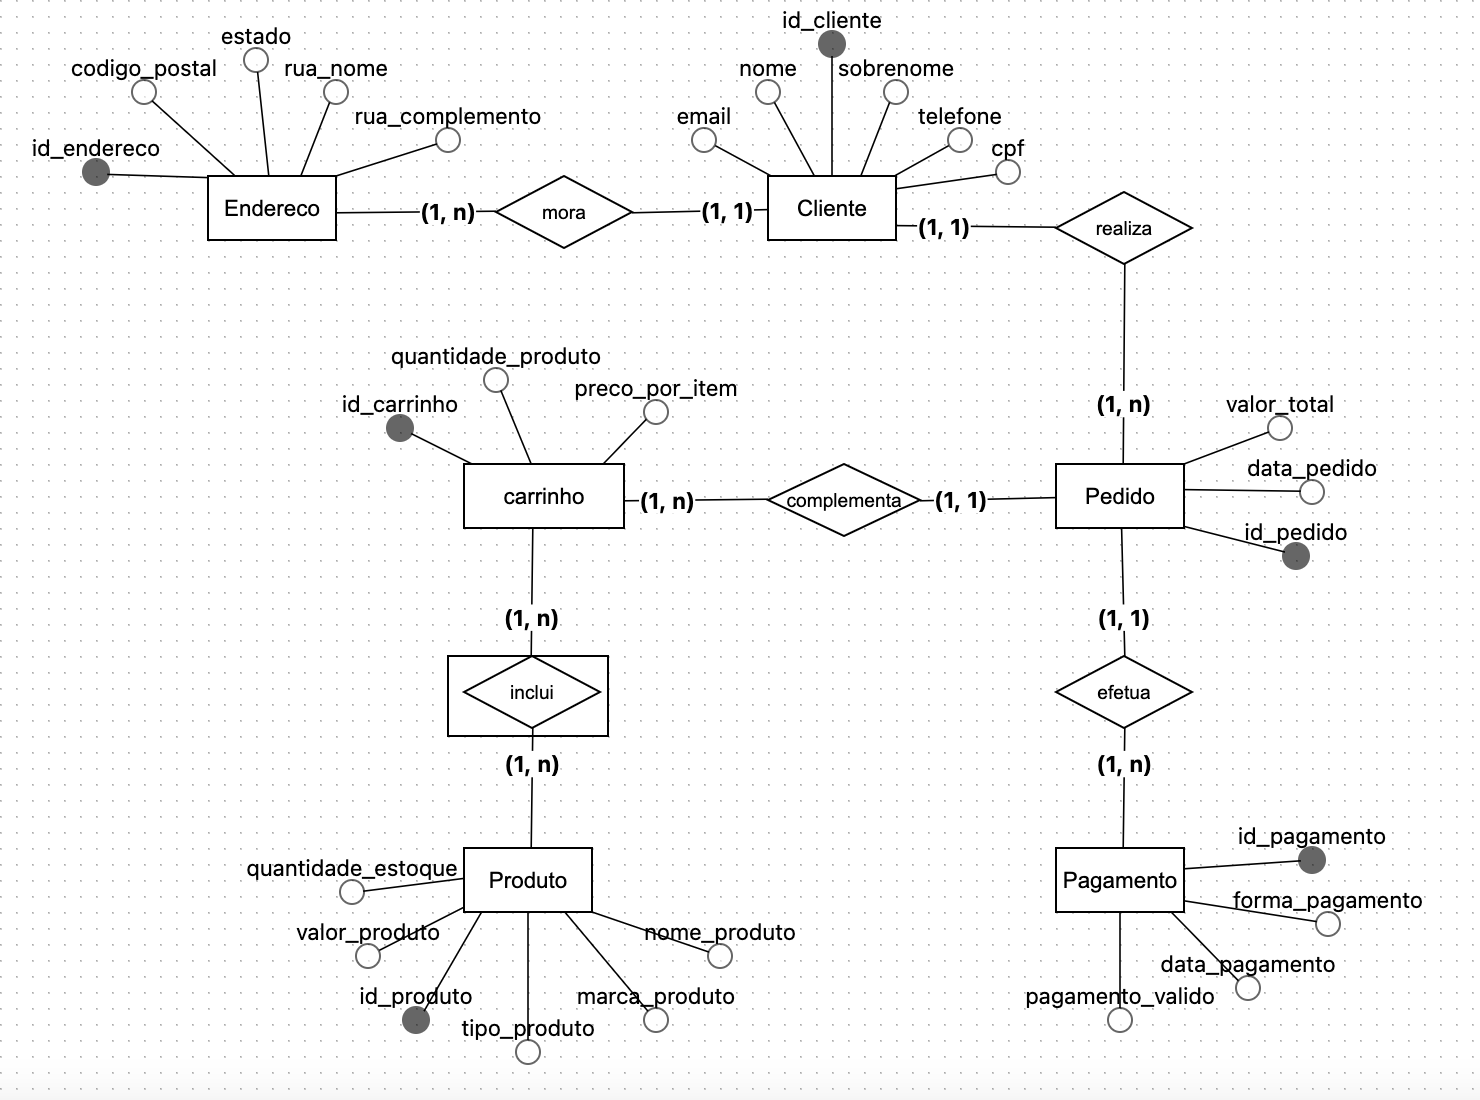 id_cliente
estado
codigo_postal
rua_nome
nome
sobrenome
rua_complemento
email
telefone
id_endereco
cpf
Endereco
(1, n)
mora
(1, 1)
Cliente
(1, 1)
realiza
quantidade_produto
preco_por_item
id_carrinho
(1, n)
valor_total
data_pedido
carrinho
(1, n)
complementa
(1, 1)
Pedido
id_pedido
(1, n)
(1, 1)
inclui
efetua
(1, n)
(1, n)
id_pagamento
quantidade_estoque
Produto
Pagamento
forma_pagamento
valor_produto
nome_produto
data_pagamento
id_produto
marca_produto
pagamento_valido
tipo_produto